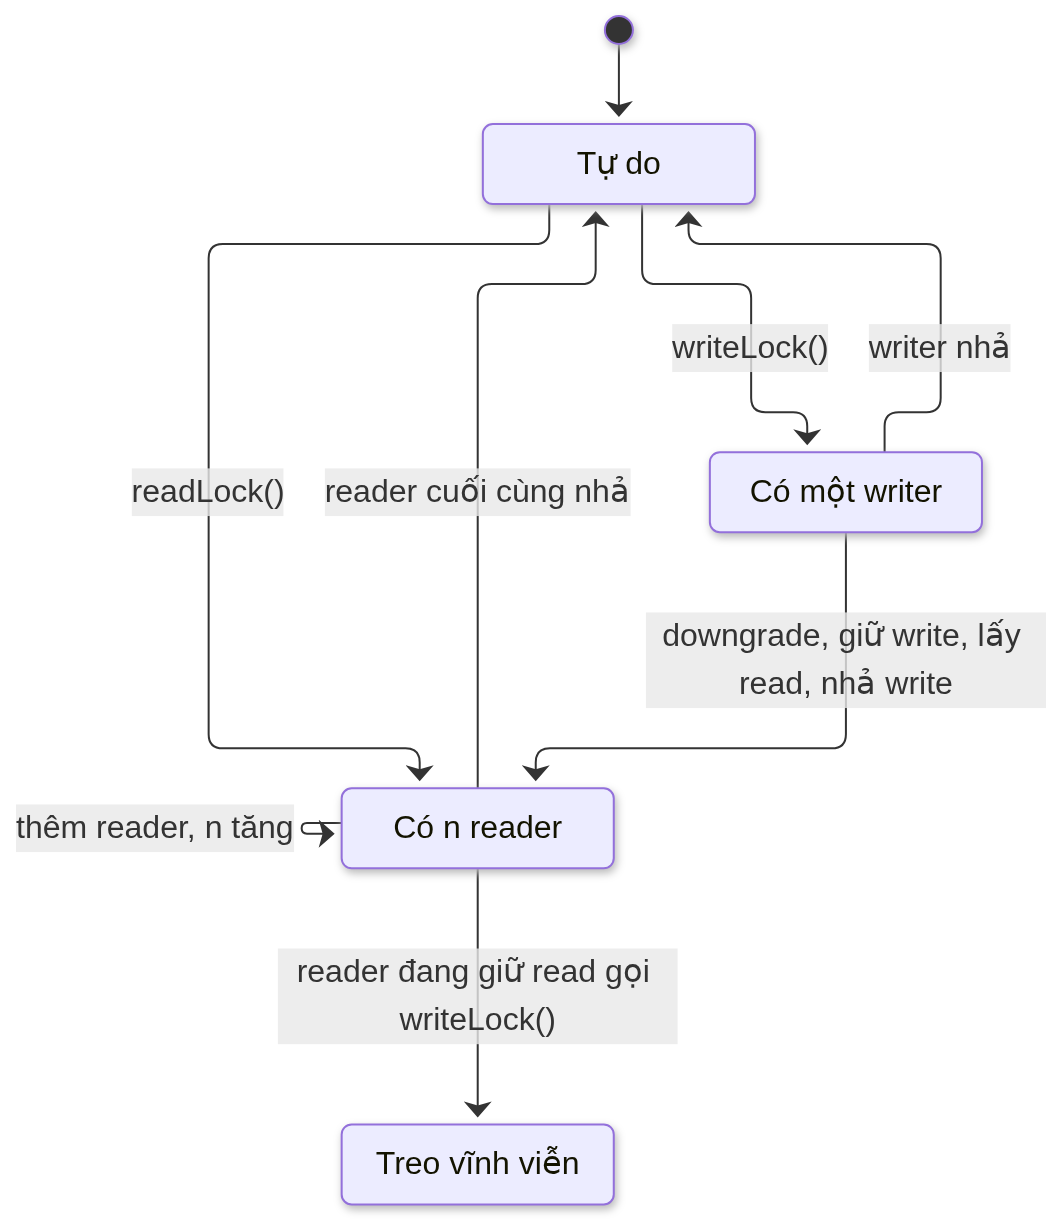 Tự do
writeLock()
writer nhả
readLock()
reader cuối cùng nhả
Có một writer
downgrade, giữ write, lấy
read, nhả write
thêm reader, n tăng
Có n reader
reader đang giữ read gọi
writeLock()
Treo vĩnh viễn